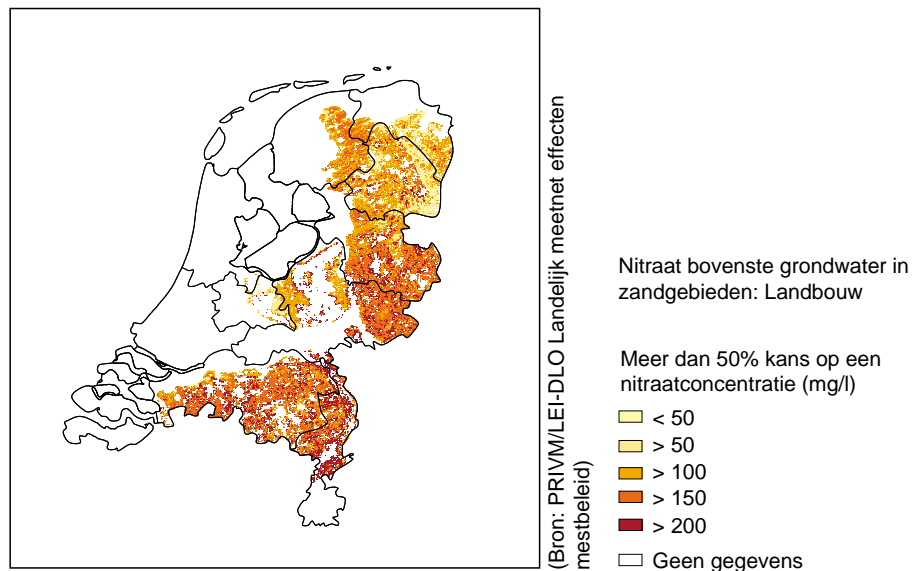 (Bron: PRIVM/LEI-DLO Landelijk meetnet effecten
mestbeleid)
Nitraat bovenste grondwater in
zandgebieden: Landbouw
Meer dan 50% kans op een
nitraatconcentratie (mg/l)
< 50
> 50
> 100
> 150
> 200
Geen gegevens